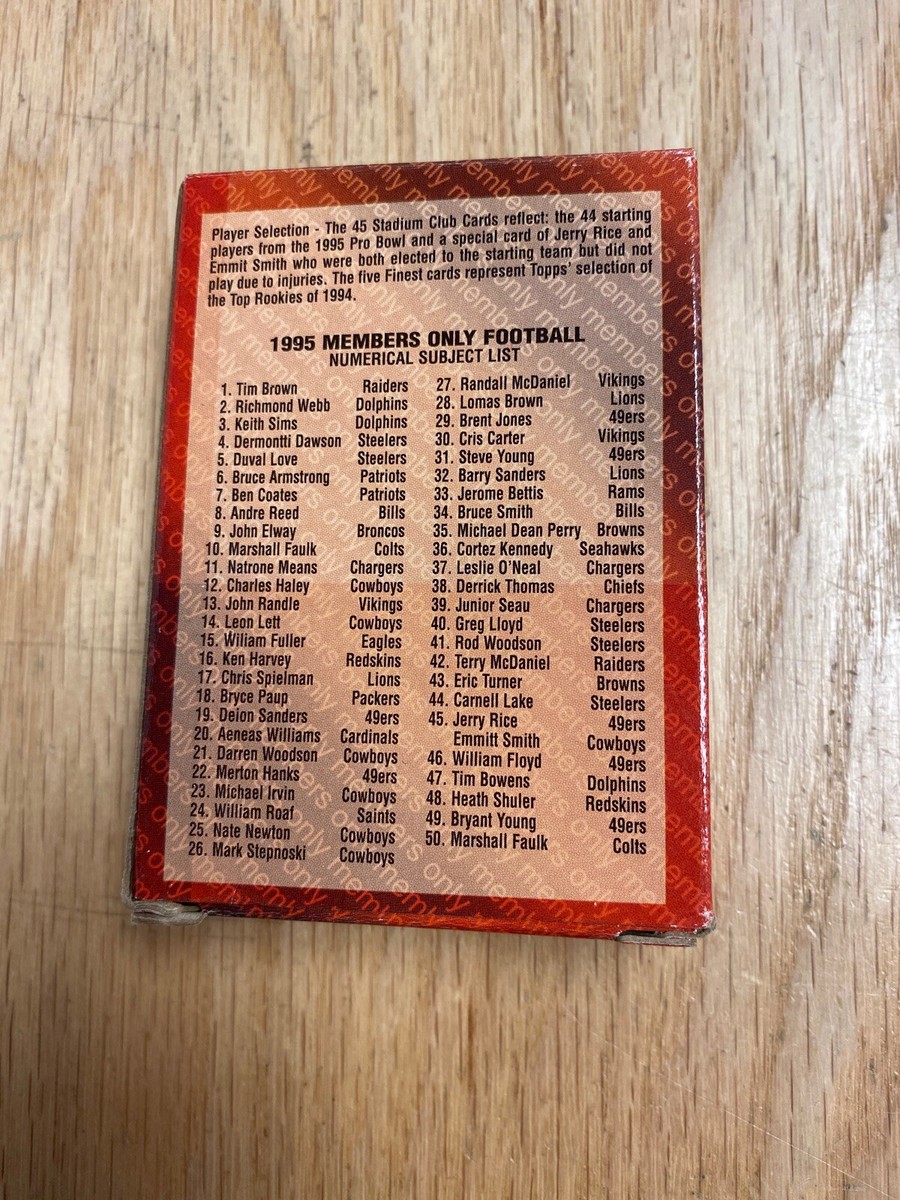 Player Selection - The 45 Stadium Club Cards reflect: the 44 starting
players from the 1995 Pro Bowl and a special card of Jerry Rice and
Emmit Smith who were both elected to the starting team but did not
play due to injuries. The five Finest cards represent Topps' selection of
the Top Rookies of 1994.
1995 MEMBERS ONLY FOOTBALL
NUMERICAL SUBJECT LIST
1. Tim Brown Raiders
2. Richmond Webb Dolphins
3. Keith Sims Dolphins
4. Dermontti Dawson Steelers
5. Duval Love Steelers
6. Bruce Armstrong Patriots
7. Ben Coates Patriots
8. Andre Reed Bills
9. John Elway Broncos
10. Marshall Faulk Colts
11. Natrone Means Chargers
12. Charles Haley Cowboys
13. John Randle Vikings
14. Leon Lett Cowboys
15. Wiliam Fuller Eagles
16. Ken Harvey Redskins
17. Chris Spielman Lions
18. Bryce Paup Packers
19. Deion Sanders 49ers
20. Aeneas Williams Cardinals
21. Darren Woodson Cowboys
22. Merton Hanks 49ers
23. Michael Irvin Cowboys
24. William Roaf Saints
25. Nate Newton Cowboys
26. Mark Stepnoski Cowboys
27. Randall McDaniel Vikings
28. Lomas Brown Lions
29. Brent Jones 49ers
30. Cris Carter Vikings
31. Steve Young 49ers
32. Barry Sanders Lions
33. Jerome Bettis Rams
34. Bruce Smith Bills
35. Michael Dean Perry Browns
36. Cortez Kennedy Seahawks
37. Leslie O'Neal Chargers
38. Derrick Thomas Chiefs
39. Junior Seau Chargers
40. Greg Lloyd Steelers
41. Rod Woodson Steelers
42. Terry McDaniel Raiders
43. Eric Turner Browns
44. Carnell Lake Steelers
45. Jerry Rice 49ers
Emmitt Smith Cowboys
46. William Floyd 49ers
47. Tim Bowens Dolphins
48. Heath Shuler Redskins
49. Bryant Young 49ers
50. Marshall Faulk Colts